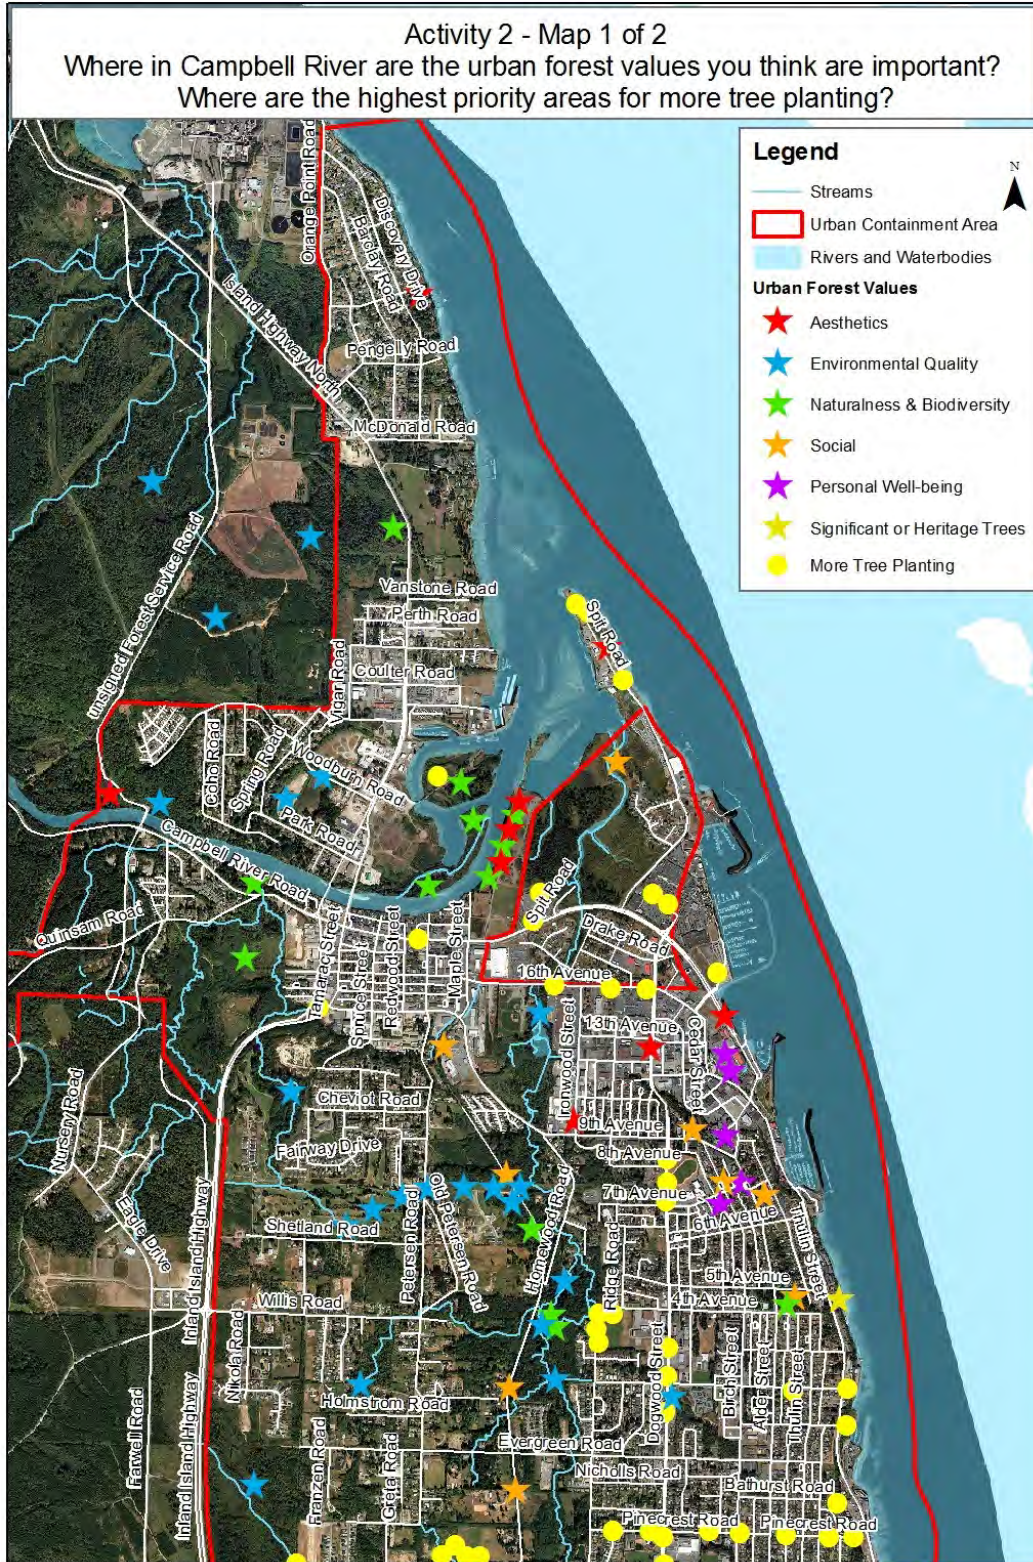 Activity 2 - Map 1 of 2
Where in Campbell River are the urban forest values you think are important?
Where are the highest priority areas for more tree planting?
Legend
N
Streams
Urban Containment Area
Rivers and Waterbodies
Urban Forest Values
Aesthetics
Environmental Quality
Naturalness & Biodiversity
Social
Personal Well-being
Significant or Heritage Trees
More Tree Planting
Orange Point Road
Discovery Drive
Barclay Road
Island Highway North
Pengelly Road
McDonald Road
unsigned Forest Service Road
Vanstone Road
Perth Road
Spit Road
Coulter Road
Vigar Road
Coho Road
Spring Road
Woodburn Road
Park Road
Campbell River Road
Quinsam Road
Tamarac Street
Spruce Street
Redwood Street
Maple Street
Spit Road
Drake Road
16th Avenue
13th Avenue
Ironwood Street
Cedar Street
Nursery Road
Cheviot Road
9th Avenue
Fairway Drive
8th Avenue
Eagle Drive
Inland Island Highway
Shetland Road
Petersen Road
Old Petersen Road
Homewood Road
7th Avenue
6th Avenue
Thulin Street
Ridge Road
5th Avenue
Willis Road
4th Avenue
Nikola Road
Dogwood Street
Birch Street
Alder Street
Thulin Street
Farwell Road
Inland Island Highway
Holmstrom Road
Franzen Road
Greta Road
Evergreen Road
Nicholls Road
Bathurst Road
Pinecrest Road
Pinecrest Road